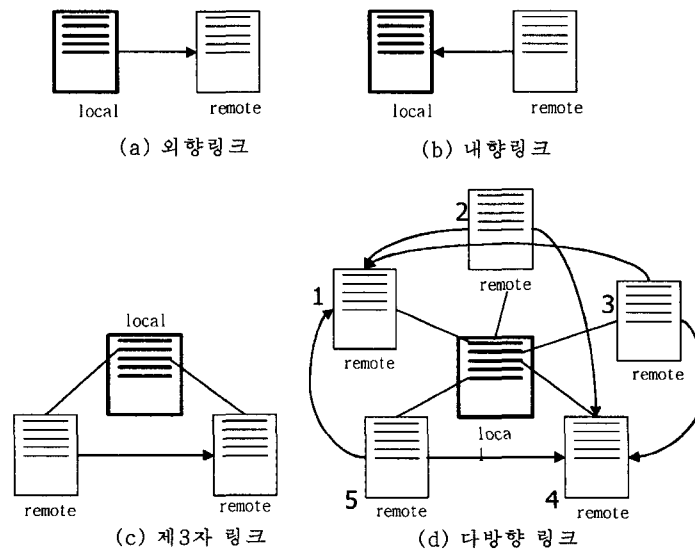 local
remote
(a) 외향링크
local
remote
(b) 내향링크
local
remote
remote
(c) 제3자 링크
2
remote
1
remote
3
remote
loca
l
5
remote
4
remote
(d) 다방향 링크